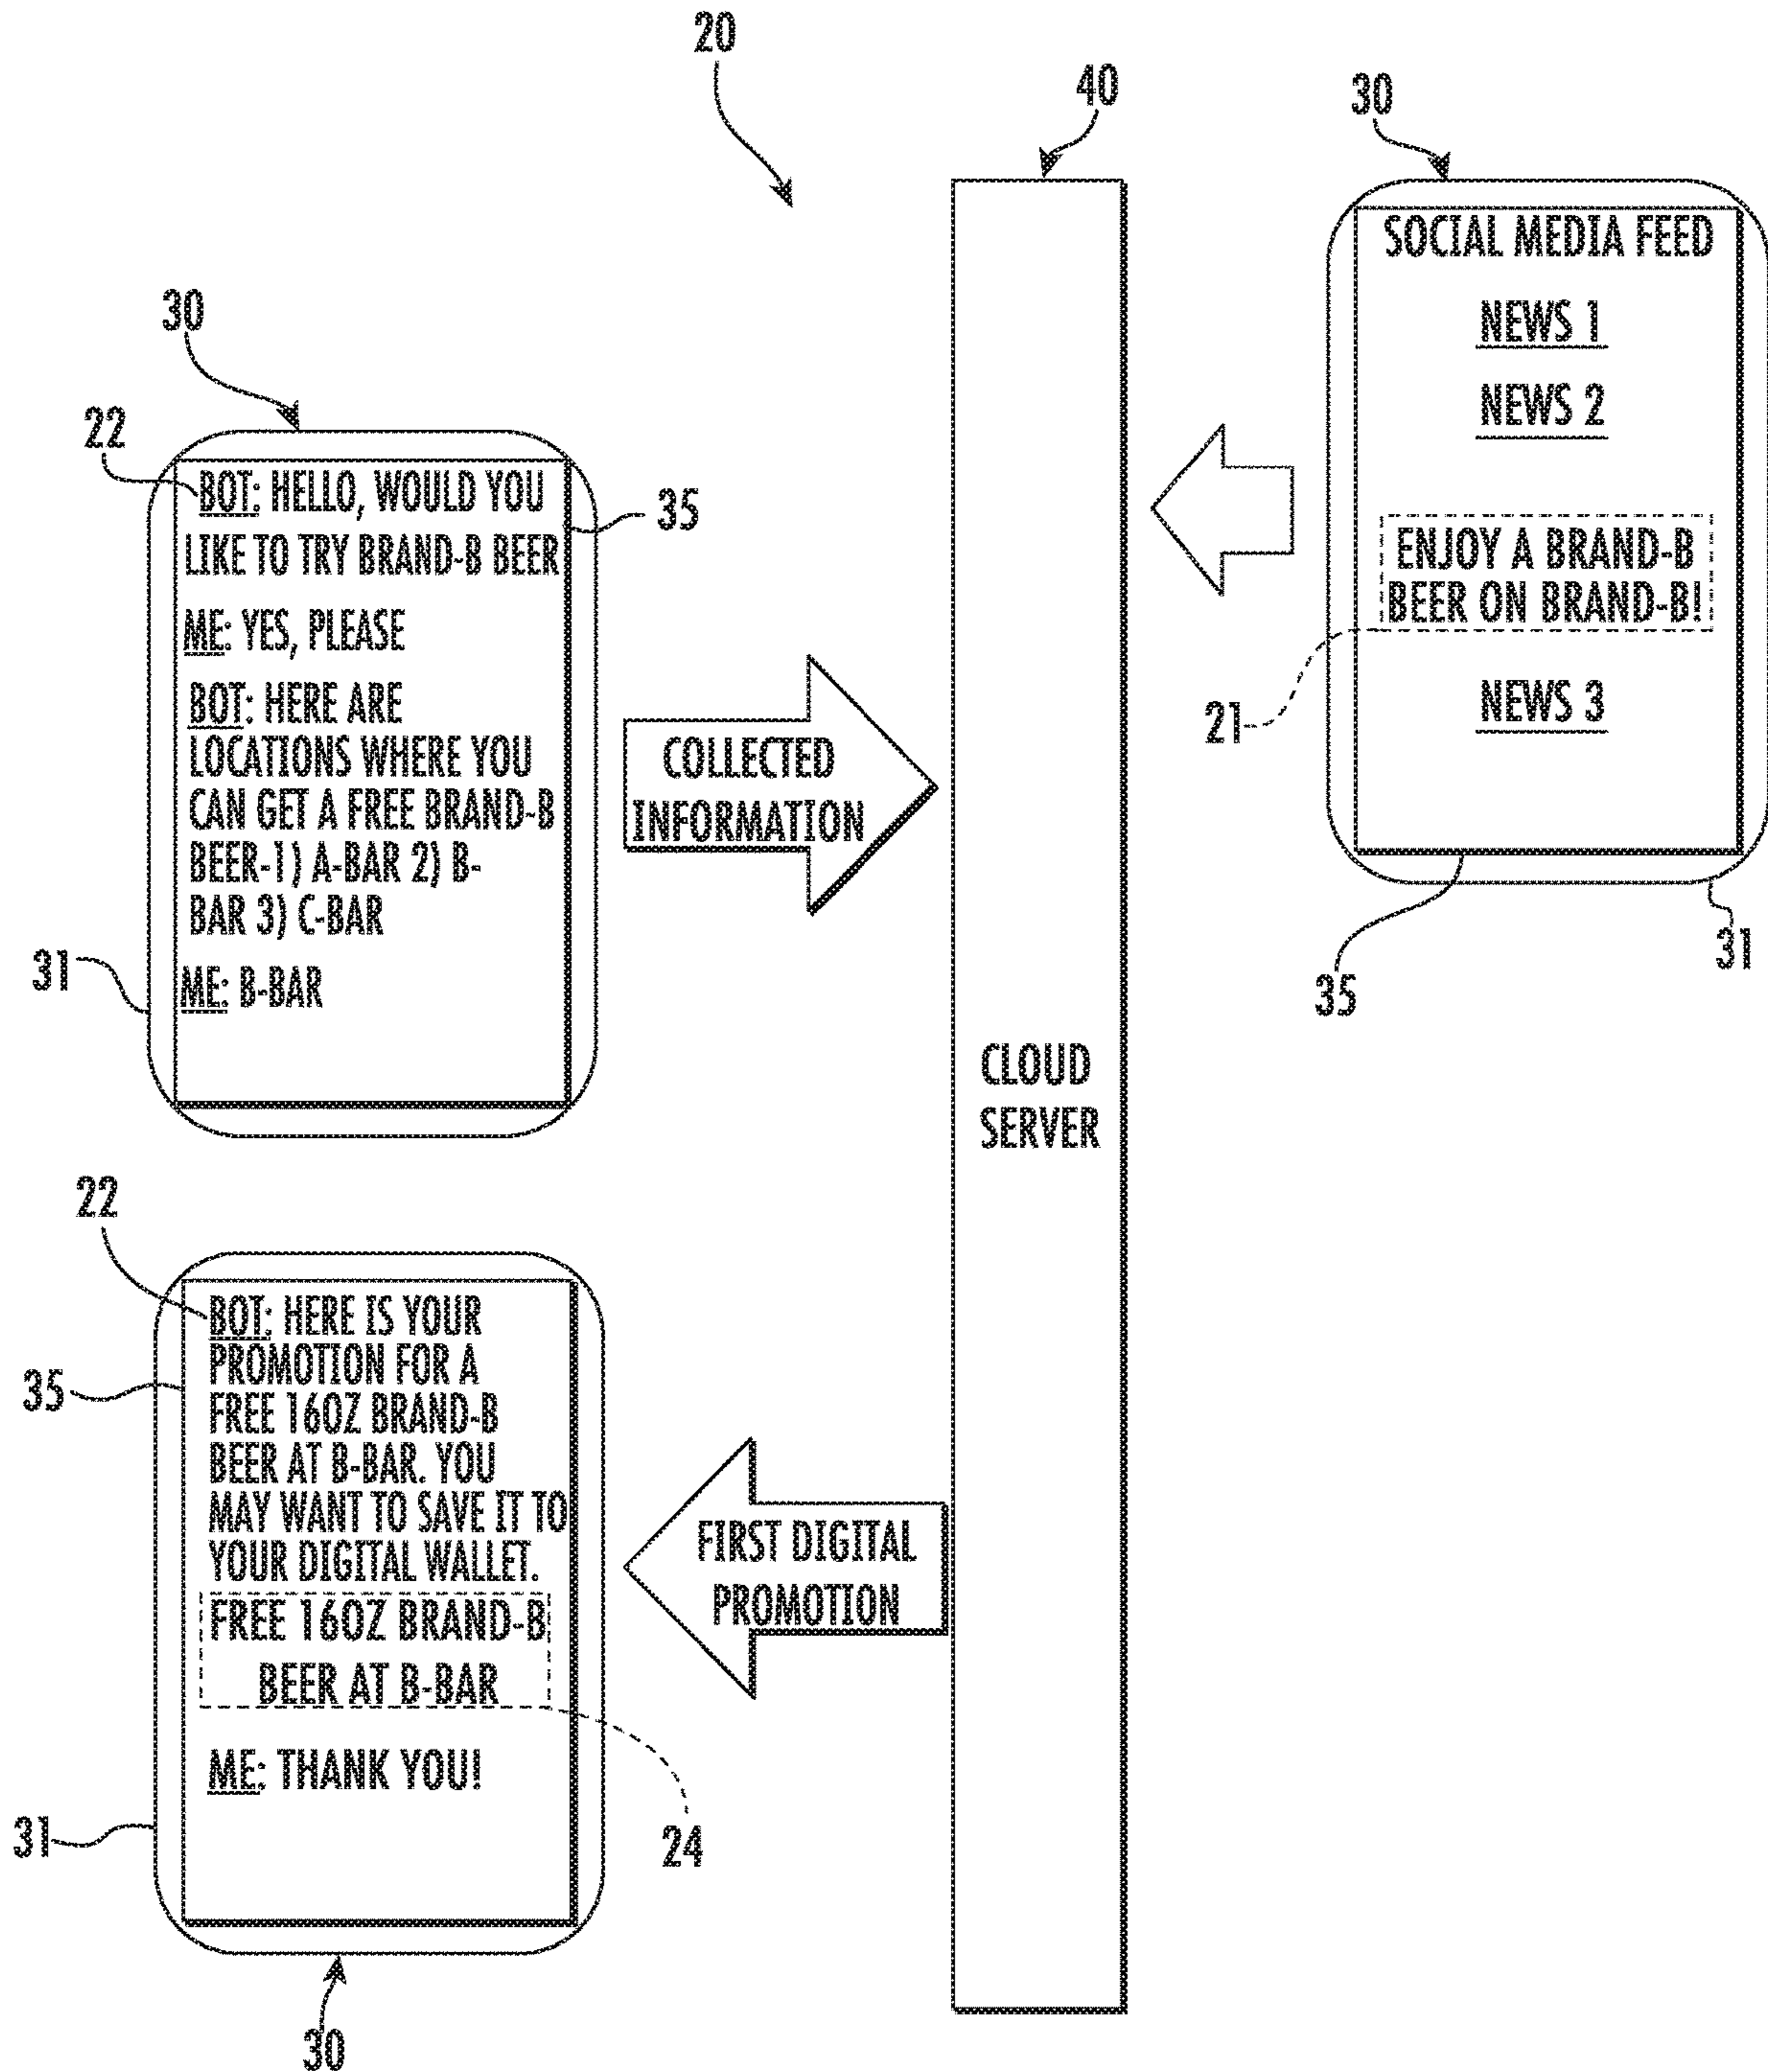 20
40
30
SOCIAL MEDIA FEED
NEWS 1
NEWS 2
ENJOY A BRAND-B
BEER ON BRAND-B!
NEWS 3
21
35
31
30
22
BOT: HELLO, WOULD YOU
LIKE TO TRY BRAND-B BEER
ME: YES, PLEASE
BOT: HERE ARE
LOCATIONS WHERE YOU
CAN GET A FREE BRAND-B
BEER-1) A-BAR 2) B-
BAR 3) C-BAR
ME: B-BAR
35
31
COLLECTED
INFORMATION
CLOUD
SERVER
22
BOT: HERE IS YOUR
PROMOTION FOR A
FREE 16OZ BRAND-B
BEER AT B-BAR. YOU
MAY WANT TO SAVE IT TO
YOUR DIGITAL WALLET.
FREE 16OZ BRAND-B
BEER AT B-BAR
ME: THANK YOU!
35
31
24
30
FIRST DIGITAL
PROMOTION